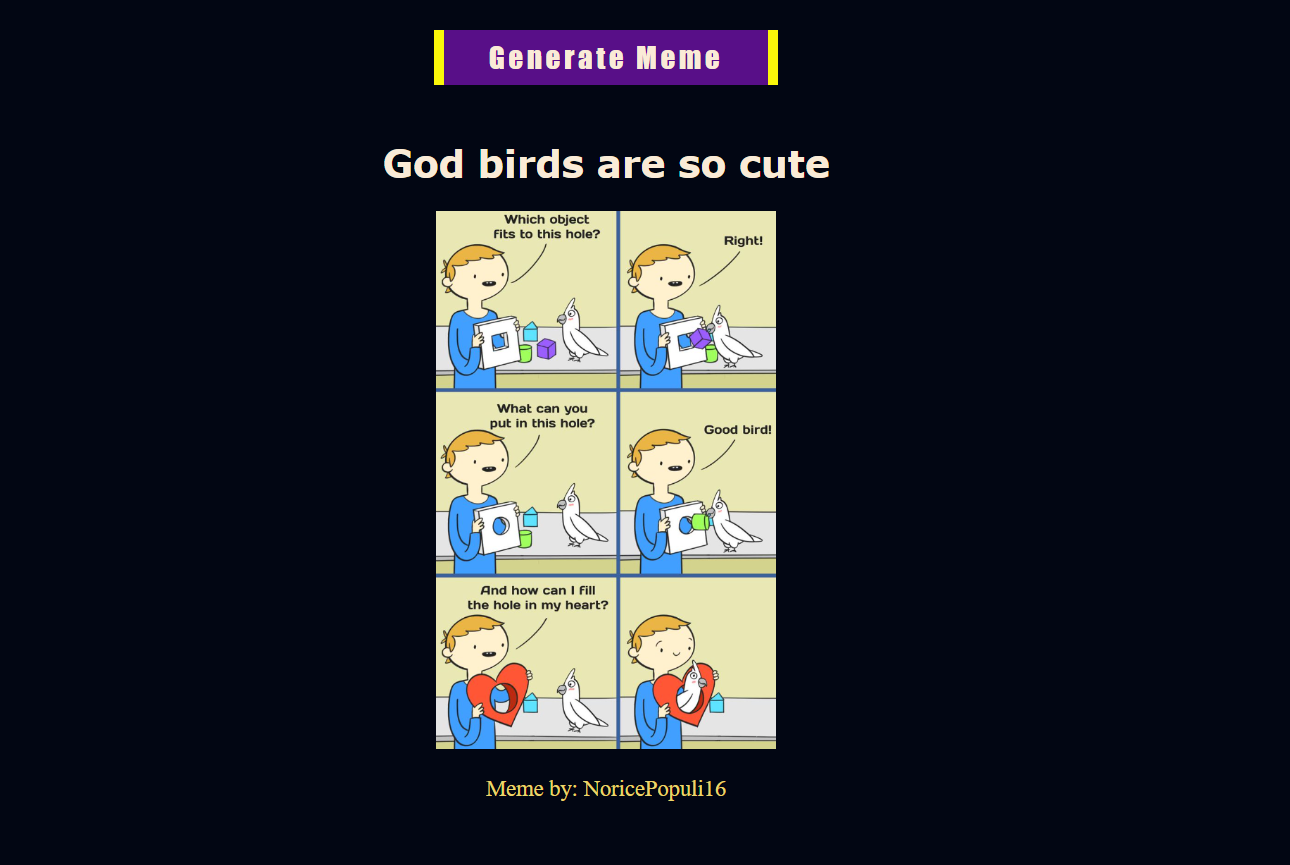 Generate Meme
God birds are so cute
Which object
fits to this hole?
Right!
What can you
put in this hole?
Good bird!
And how can I fill
the hole in my heart?
Meme by: NoricePopuli16